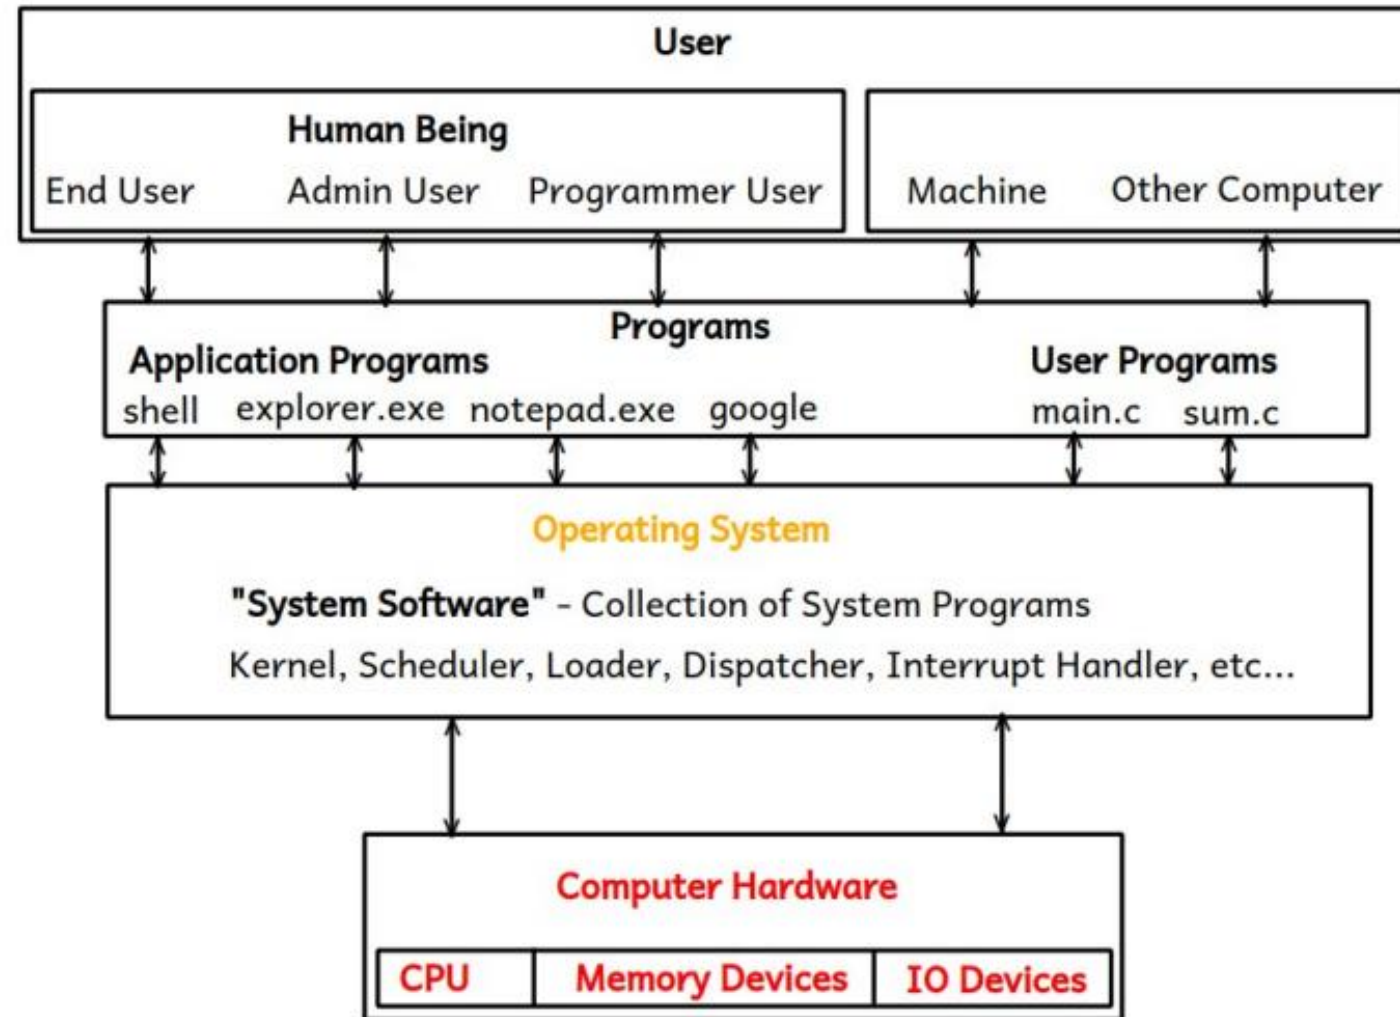 User
Human Being
End User Admin User Programmer User
Machine Other Computer
Programs
Application Programs
User Programs
shell explorer.exe notepad.exe google
main.c sum.c
Operating System
"System Software" - Collection of System Programs
Kernel, Scheduler, Loader, Dispatcher, Interrupt Handler, etc...
Computer Hardware
CPU Memory Devices IO Devices